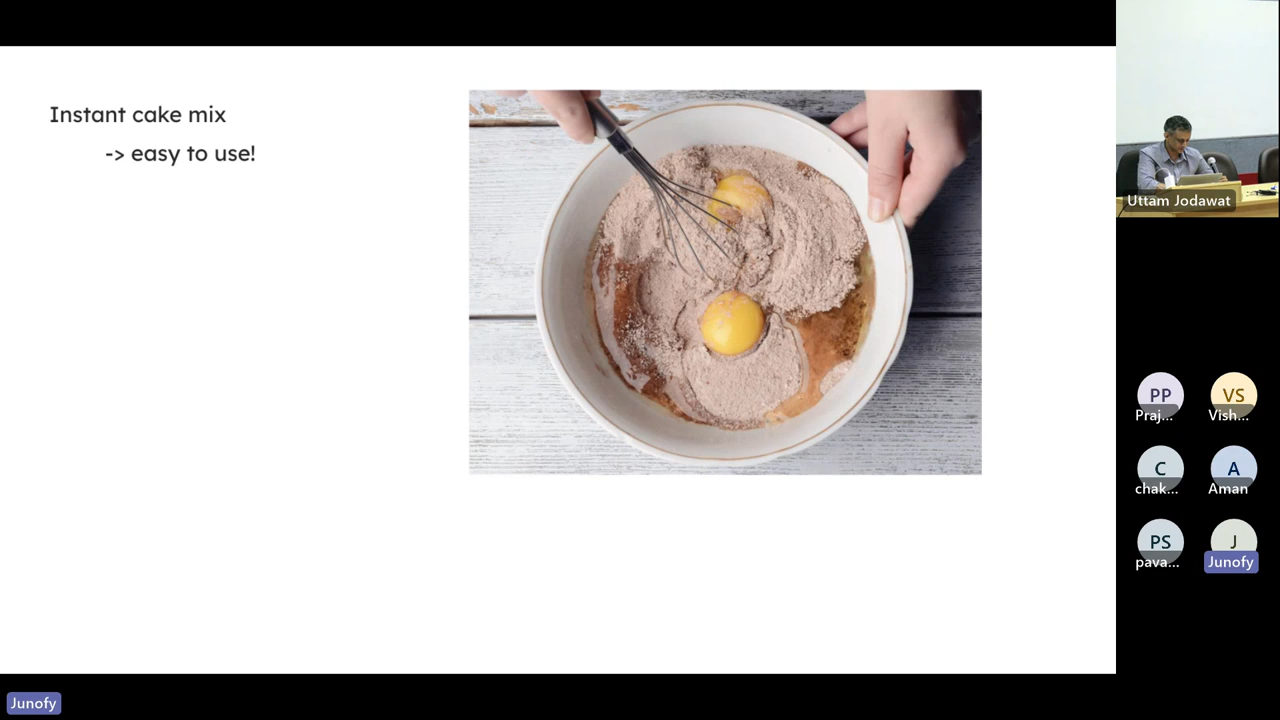 Instant cake mix
-> easy to use!
Uttam Jodawat
PP
VS
Praj...
Vish...
C
A
chak...
Aman
PS
J
pava...
Junofy
Junofy